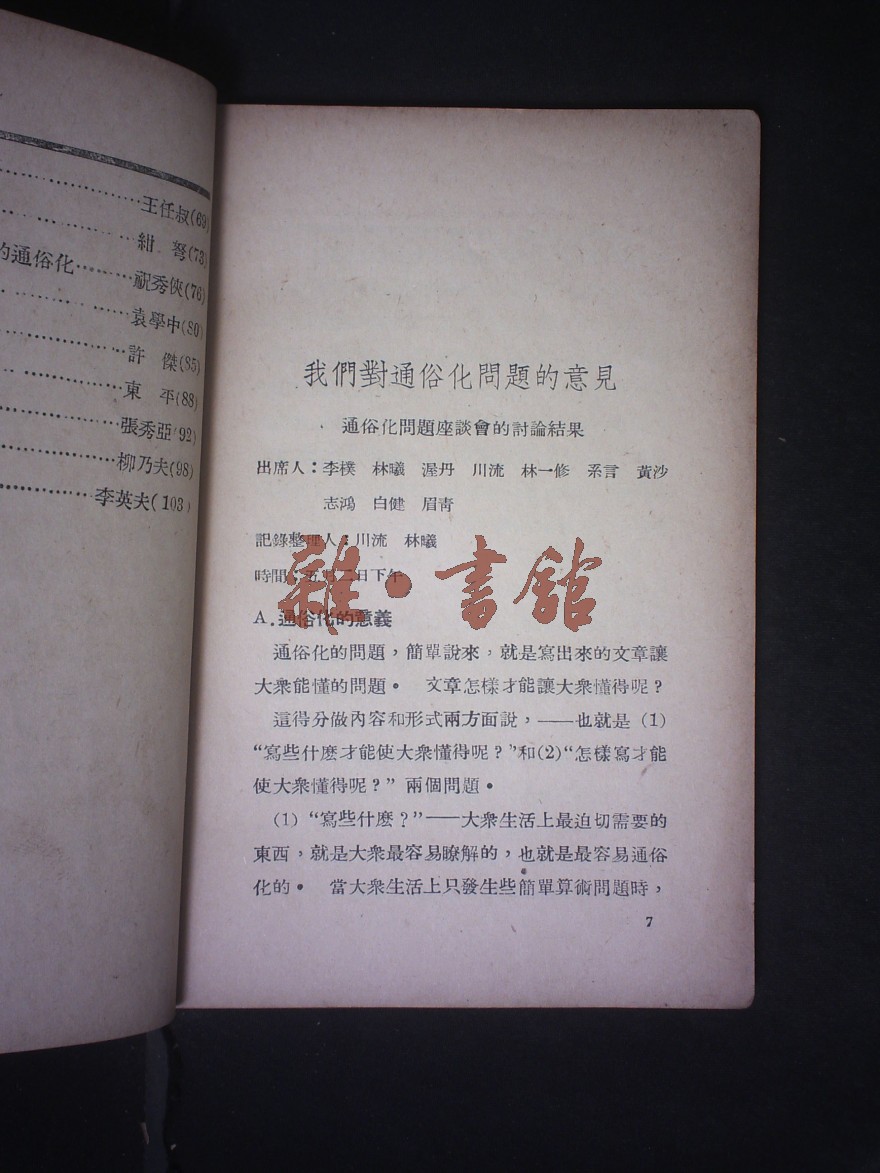 王任叔(69)
紺弩(73)
的通俗化
祝秀俠(76)
袁學中(80)
許傑(85)
東平(88)
張秀亞(92)
柳乃夫(98)
李英夫(103)
我們對通俗化問題的意見
通俗化問題座談會的討論結果
出席人：李樸 林曦 渥丹 川流 林一修 系言 黃沙
志鴻 白健 眉青
記錄整理人：川流 林曦
時間：五月二日下午
雜·書館
A．通俗化的意義
通俗化的問題，簡單說來，就是寫出來的文章讓
大衆能懂的問題。 文章怎樣才能讓大衆懂得呢？
這得分做內容和形式兩方面說，——也就是 (1)
“寫些什麽才能使大衆懂得呢？”和(2)“怎樣寫才能
使大衆懂得呢？” 兩個問題。
(1) “寫些什麽？”——大衆生活上最迫切需要的
東西，就是大衆最容易瞭解的，也就是最容易通俗
化的。 當大衆生活上只發生些簡單算術問題時，
7